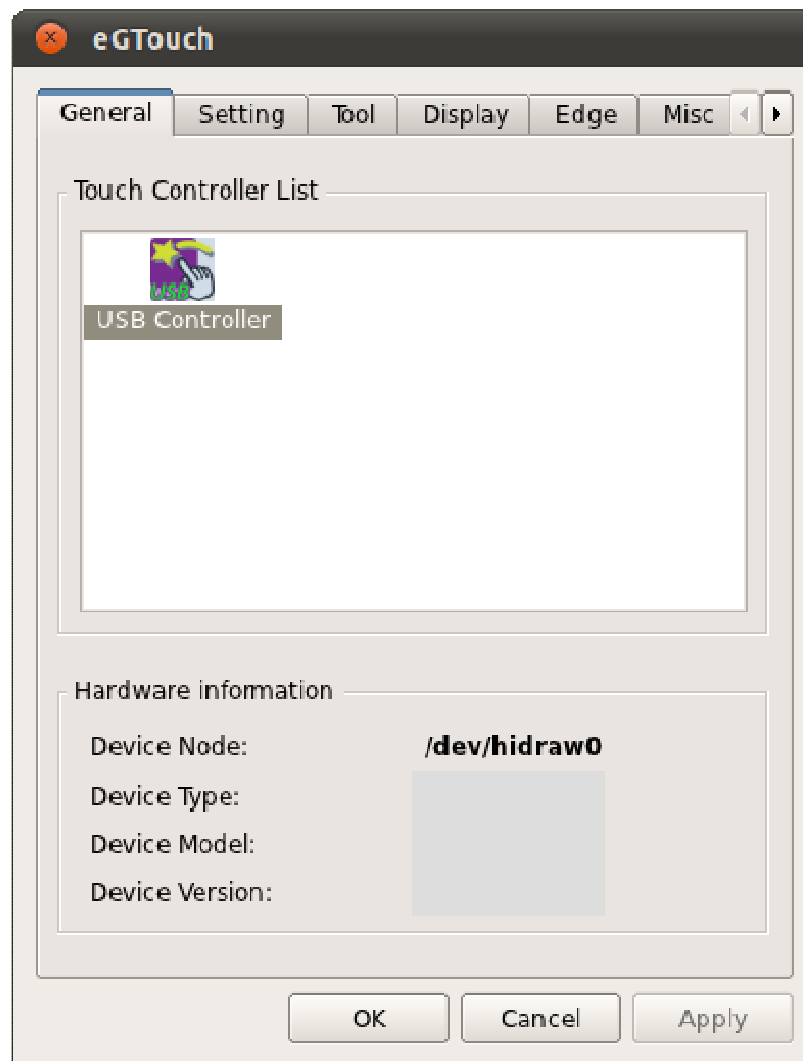 eGTouch
General Setting Tool Display Edge Misc
Touch Controller List
USB
USB Controller
Hardware information
Device Node: /dev/hidraw0
Device Type:
Device Model:
Device Version:
OK Cancel Apply